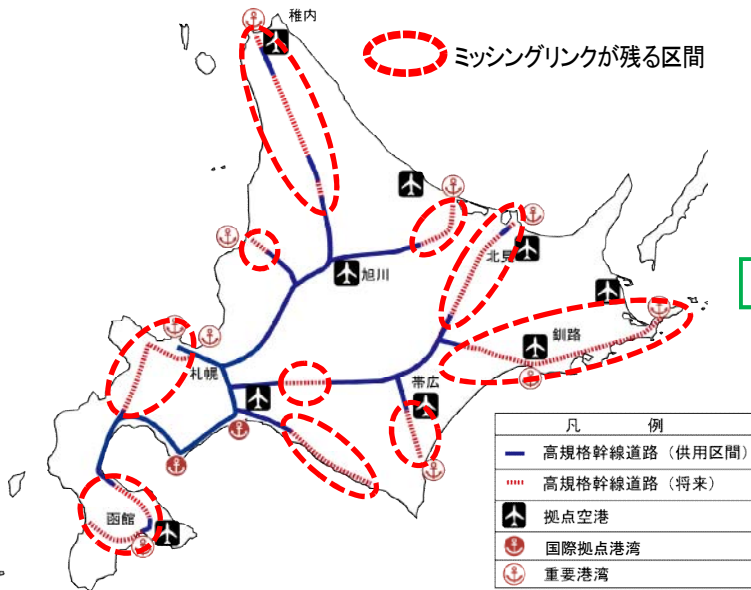 稚内
ミッシングリンクが残る区間
旭川
北見
釧路
札幌
帯広
函館
凡 例
高規格幹線道路（供用区間）
高規格幹線道路（将来）
拠点空港
国際拠点港湾
重要港湾